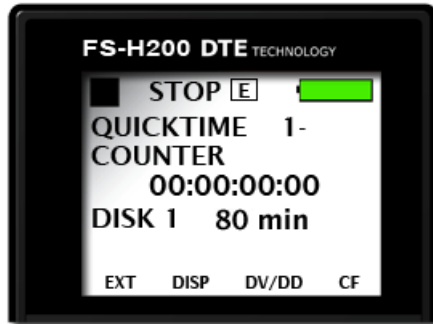 FS-H200 DTE TECHNOLOGY
STOP E
QUICKTIME 1-
COUNTER
00:00:00:00
DISK 1 80 min
EXT DISP DV/DD CF